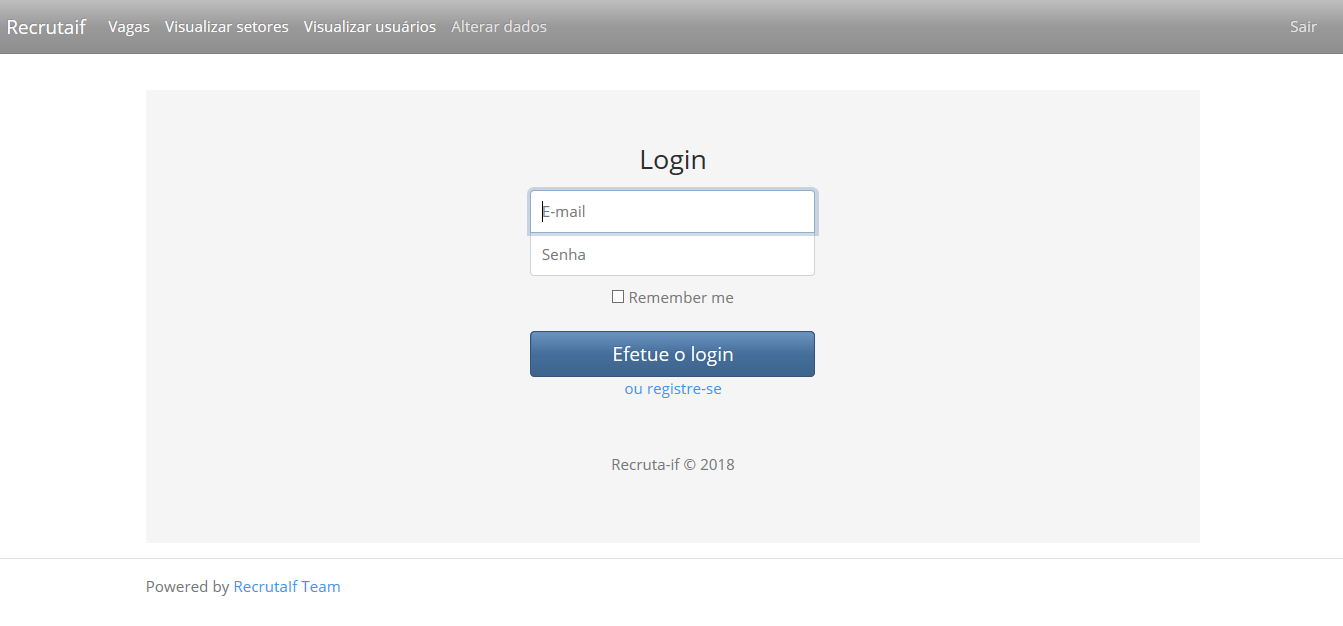 Recrutaif Vagas Visualizar setores Visualizar usuários Alterar dados Sair
Login
E-mail
Senha
Remember me
Efetue o login
ou registre-se
Recruta-if © 2018
Powered by RecrutaIf Team